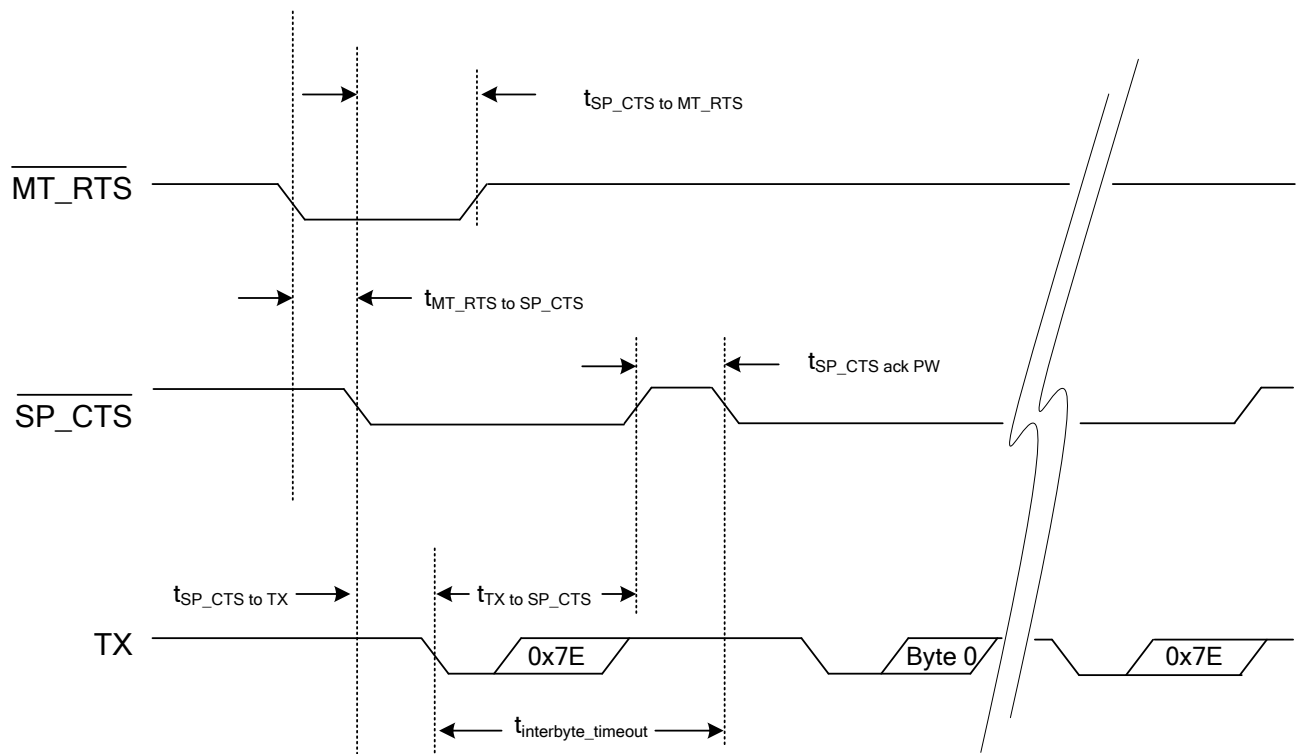 tSP_CTS to MT_RTS
MT_RTS
tMT_RTS to SP_CTS
tSP_CTS ack PW
SP_CTS
tSP_CTS to TX
tTX to SP_CTS
TX
0x7E
Byte 0
0x7E
tinterbyte_timeout